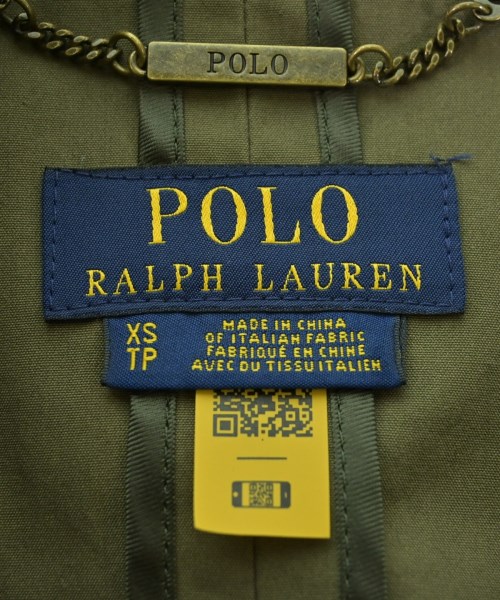 POLO
POLO
RALPH LAUREN
XS
TP
MADE IN CHINA
OF ITALIAN FABRIC
FABRIQUÉ EN CHINE
AVEC DU TISSU ITALIEN